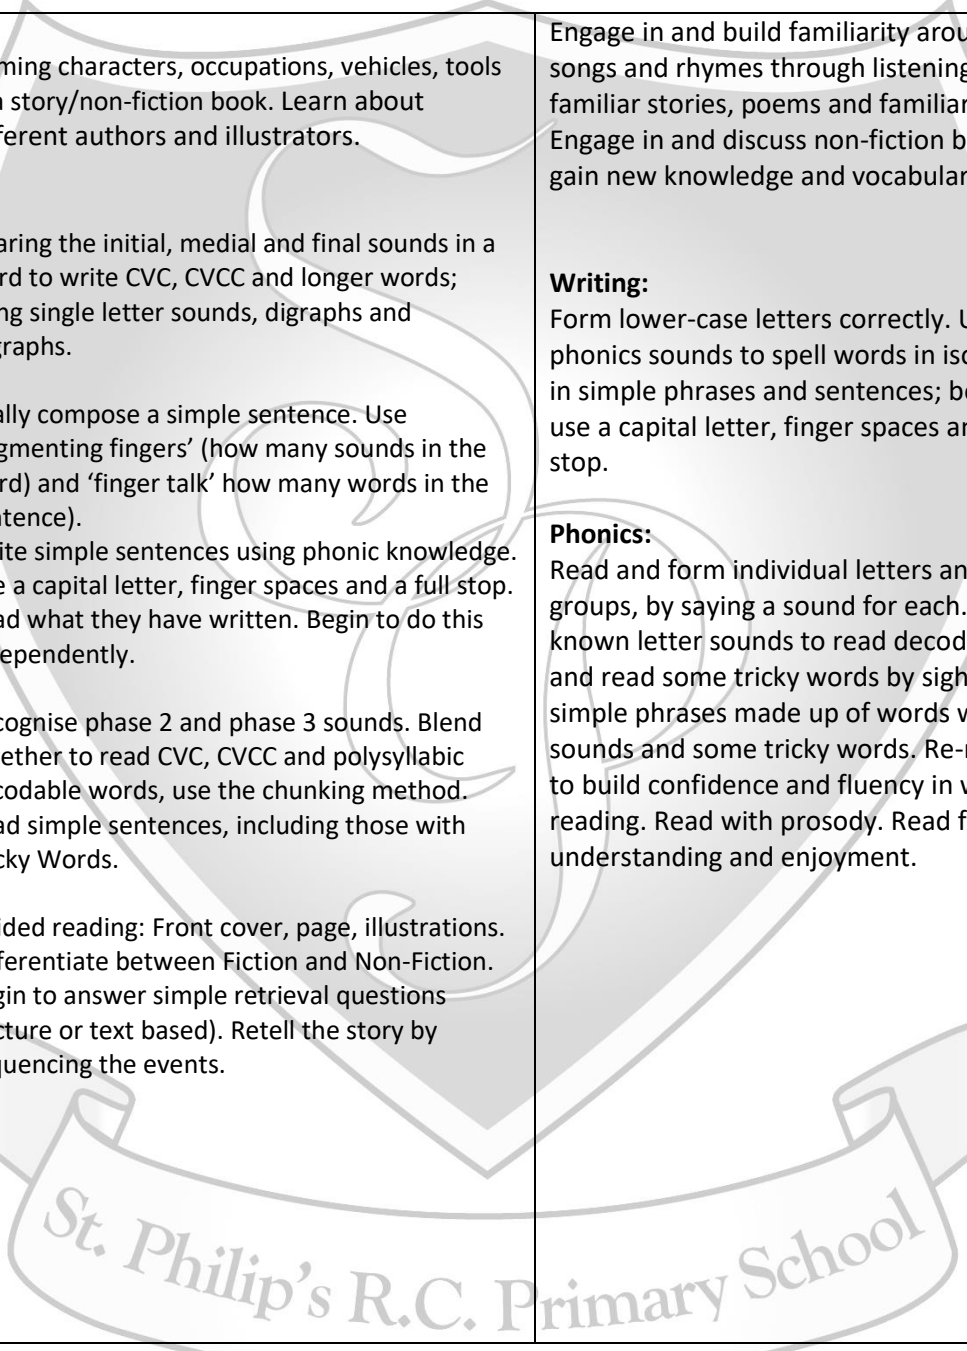 ming characters, occupations, vehicles, tools
story/non-fiction book. Learn about
ferent authors and illustrators.
aring the initial, medial and final sounds in a
rd to write CVC, CVCC and longer words;
ng single letter sounds, digraphs and
graphs.
ally compose a simple sentence. Use
gmenting fingers’ (how many sounds in the
rd) and ‘finger talk’ how many words in the
ntence).
ite simple sentences using phonic knowledge.
e a capital letter, finger spaces and a full stop.
ad what they have written. Begin to do this
dependently.
cognise phase 2 and phase 3 sounds. Blend
gether to read CVC, CVCC and polysyllabic
codable words, use the chunking method.
ad simple sentences, including those with
cky Words.
ided reading: Front cover, page, illustrations.
ferentiate between Fiction and Non-Fiction.
gin to answer simple retrieval questions
cture or text based). Retell the story by
quencing the events.
Engage in and build familiarity arou
songs and rhymes through listening
familiar stories, poems and familiar
Engage in and discuss non-fiction b
gain new knowledge and vocabular
Writing:
Form lower-case letters correctly. U
phonics sounds to spell words in iso
in simple phrases and sentences; be
use a capital letter, finger spaces an
stop.
Phonics:
Read and form individual letters an
groups, by saying a sound for each.
known letter sounds to read decod
and read some tricky words by sigh
simple phrases made up of words w
sounds and some tricky words. Re-r
to build confidence and fluency in w
reading. Read with prosody. Read f
understanding and enjoyment.
St. Philip's R.C. Primary School